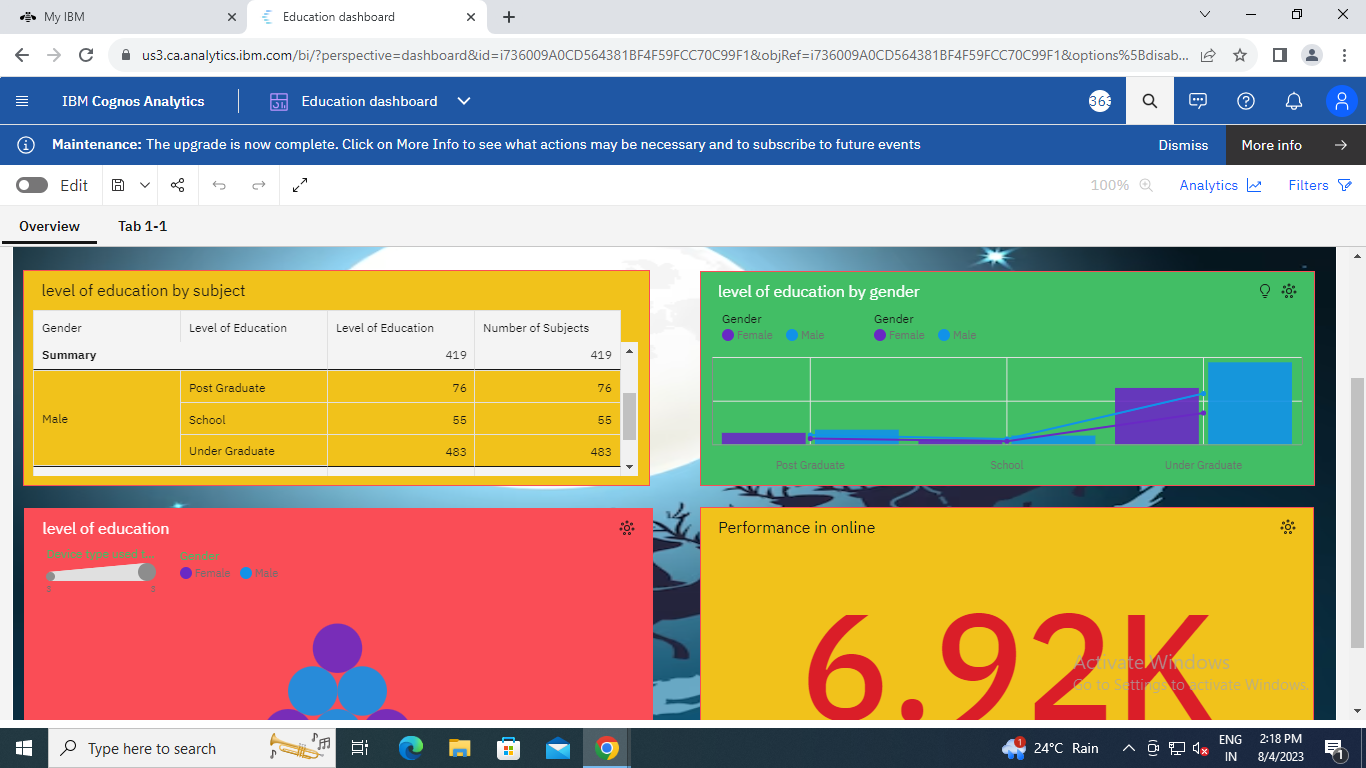 My IBM
Education dashboard
us3.ca.analytics.ibm.com/bi/?perspective=dashboard&id=i736009A0CD564381BF4F59FCC70C99F1&objRef=i736009A0CD564381BF4F59FCC70C99F1&options%5Bdisab...
IBM Cognos Analytics
Education dashboard
363
Maintenance: The upgrade is now complete. Click on More Info to see what actions may be necessary and to subscribe to future events
Dismiss
More info
Edit
100%
Analytics
Filters
Overview
Tab 1-1
level of education by subject
Gender Level of Education Level of Education Number of Subjects
Summary 419 419
Male
Post Graduate 76 76
School 55 55
Under Graduate 483 483
level of education by gender
Gender Gender
Female Male Female Male
Post Graduate School Under Graduate
level of education
Device type used t...
Gender
Female Male
Performance in online
6.92K
Activate Windows
Go to Settings to activate Windows.
Type here to search
1
24°C Rain
ENG
IN
2:18 PM
8/4/2023
1